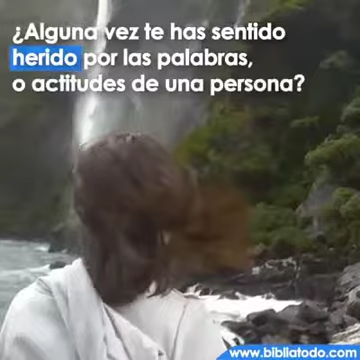 ¿Alguna vez te has sentido
herido por las palabras,
o actitudes de una persona?
www.bibliatodo.com